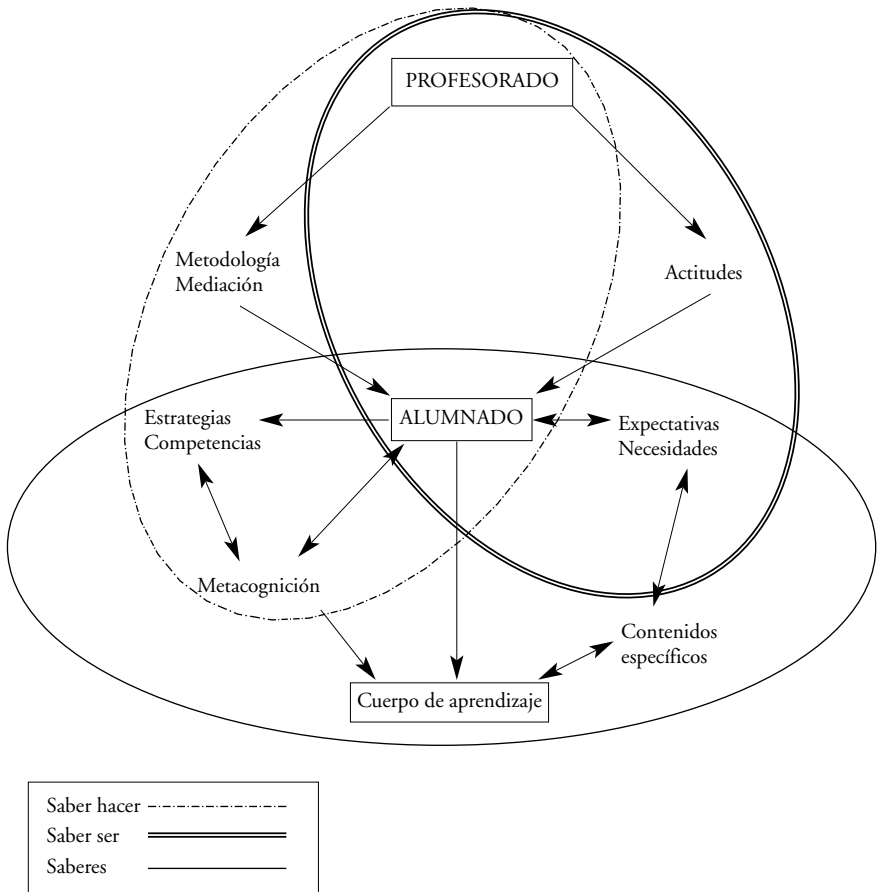 PROFESORADO
Metodología
Mediación
Actitudes
Estrategias
Competencias
ALUMNADO
Expectativas
Necesidades
Metacognición
Contenidos
específicos
Cuerpo de aprendizaje
Saber hacer
Saber ser
Saberes